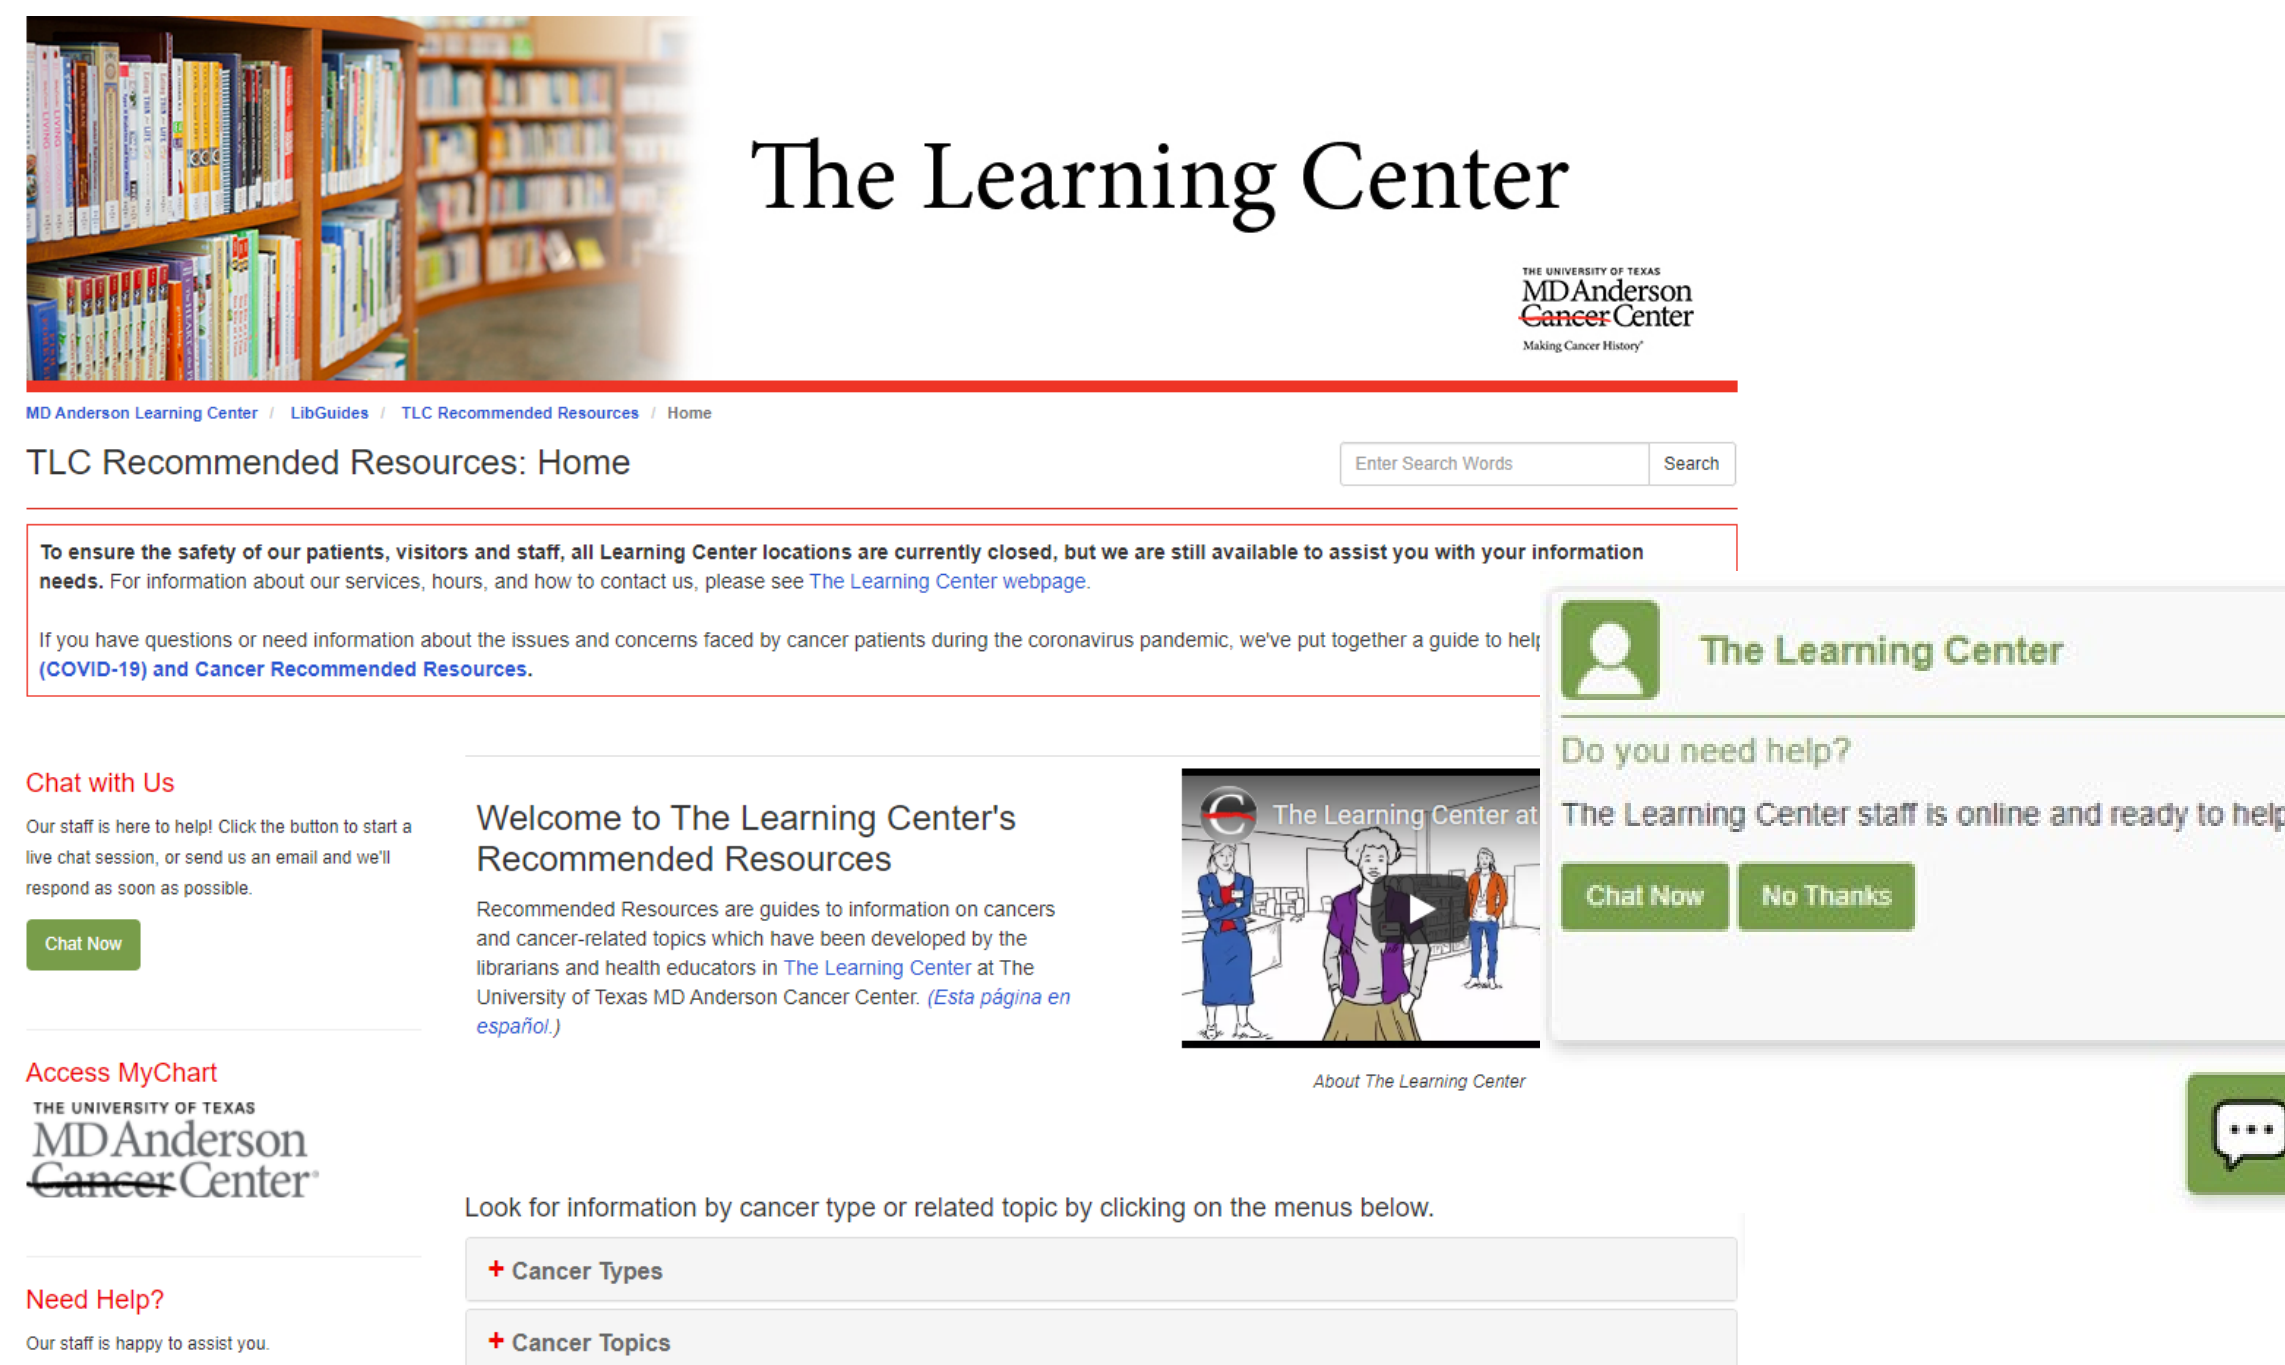 The Learning Center
THE UNIVERSITY OF TEXAS
MD Anderson
Cancer Center
Making Cancer History®
MD Anderson Learning Center / LibGuides / TLC Recommended Resources / Home
TLC Recommended Resources: Home
Enter Search Words
Search
To ensure the safety of our patients, visitors and staff, all Learning Center locations are currently closed, but we are still available to assist you with your information
needs. For information about our services, hours, and how to contact us, please see The Learning Center webpage.
If you have questions or need information about the issues and concerns faced by cancer patients during the coronavirus pandemic, we've put together a guide to help
(COVID-19) and Cancer Recommended Resources.
Chat with Us
Our staff is here to help! Click the button to start a
live chat session, or send us an email and we'll
respond as soon as possible.
Chat Now
Access MyChart
THE UNIVERSITY OF TEXAS
MD Anderson
Cancer Center®
Need Help?
Our staff is happy to assist you.
Welcome to The Learning Center's
Recommended Resources
Recommended Resources are guides to information on cancers
and cancer-related topics which have been developed by the
librarians and health educators in The Learning Center at The
University of Texas MD Anderson Cancer Center. (Esta página en
español.)
The Learning Center at
About The Learning Center
Look for information by cancer type or related topic by clicking on the menus below.
+ Cancer Types
+ Cancer Topics
The Learning Center
Do you need help?
The Learning Center staff is online and ready to help
Chat Now
No Thanks